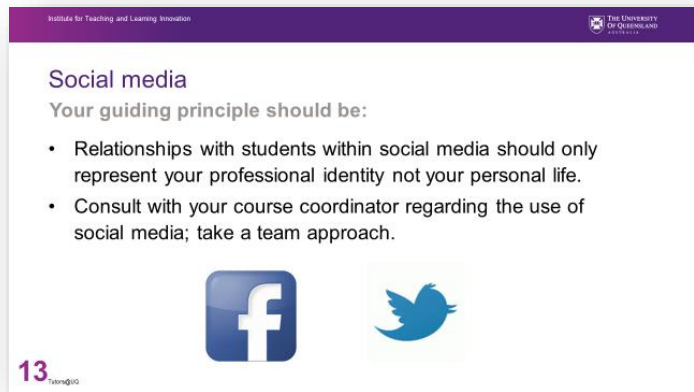 Institute for Teaching and Learning Innovation
THE UNIVERSITY
OF QUEENSLAND
AUSTRALIA
Social media
Your guiding principle should be:
• Relationships with students within social media should only
represent your professional identity not your personal life.
• Consult with your course coordinator regarding the use of
social media; take a team approach.
13
Tutors@UQ